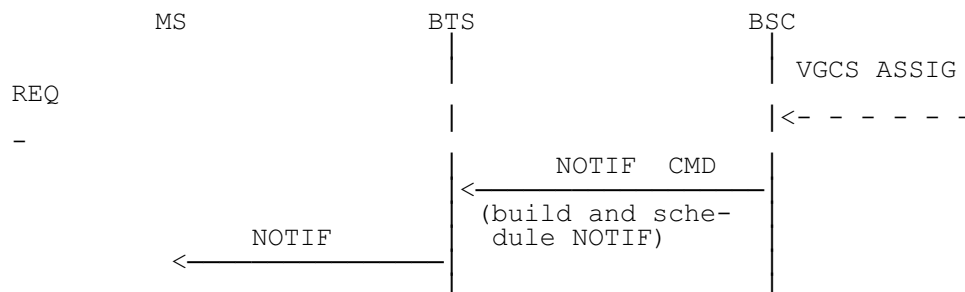 MS BTS BSC
VGCS ASSIG
REQ
NOTIF CMD
(build and sche-
NOTIF dule NOTIF)